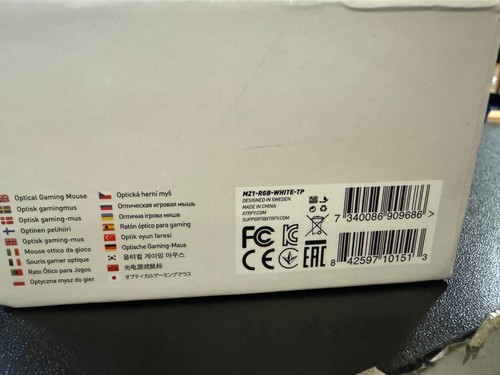 Optical Gaming Mouse
Optisk gamingmus
Optisk gaming-mus
Optinen pelihiiri
Optisk gaming-mus
Mouse ottico da gioco
Souris gamer optique
Rato Ótico para Jogos
Optyczna mysz do gier
Optická herní myš
Оптическая игровая мышь
Оптична ігрова миша
Ratón óptico para gaming
Optik oyun faresi
Optische Gaming-Maus
옵티컬 게이밍 마우스
光电游戏鼠标
オプティカルゲーミングマウス
MZ1-RGB-WHITE-TP
DESIGNED IN SWEDEN.
MADE IN CHINA.
XTRFY.COM
SUPPORT@XTRFY.COM
FC
CE
EAC
7 340086 909686 >
8 42597 10151 3